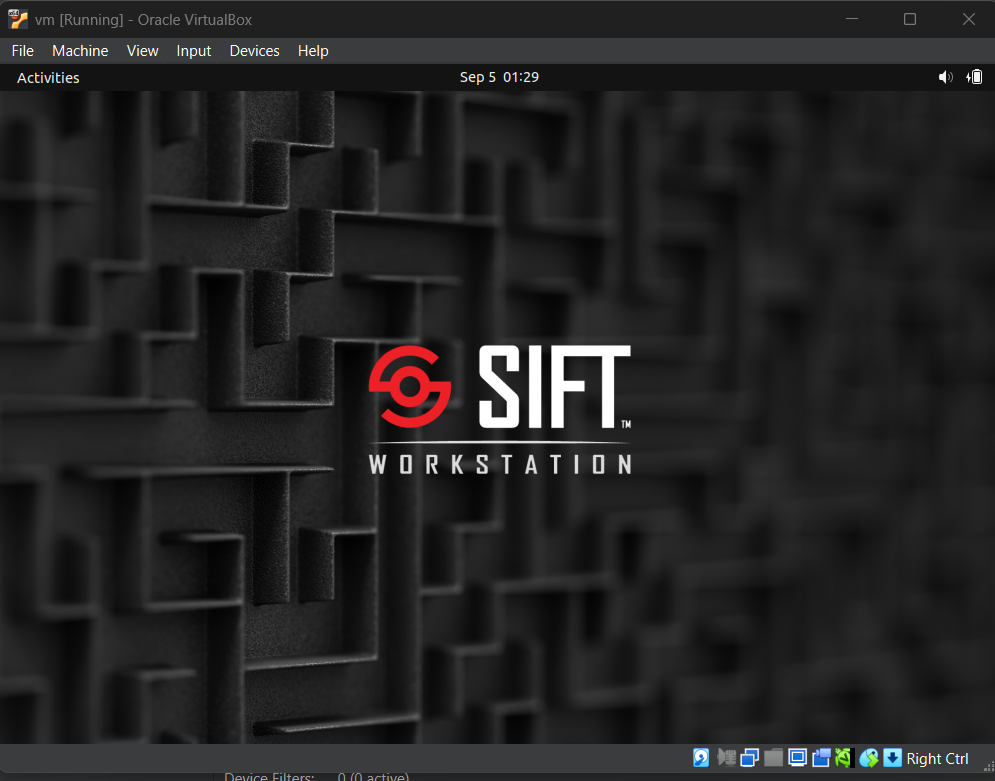 vm [Running] - Oracle VirtualBox
File Machine View Input Devices Help
Activities Sep 5 01:29
SIFT™
WORKSTATION
Right Ctrl
Device Filters: 0 (0 active)